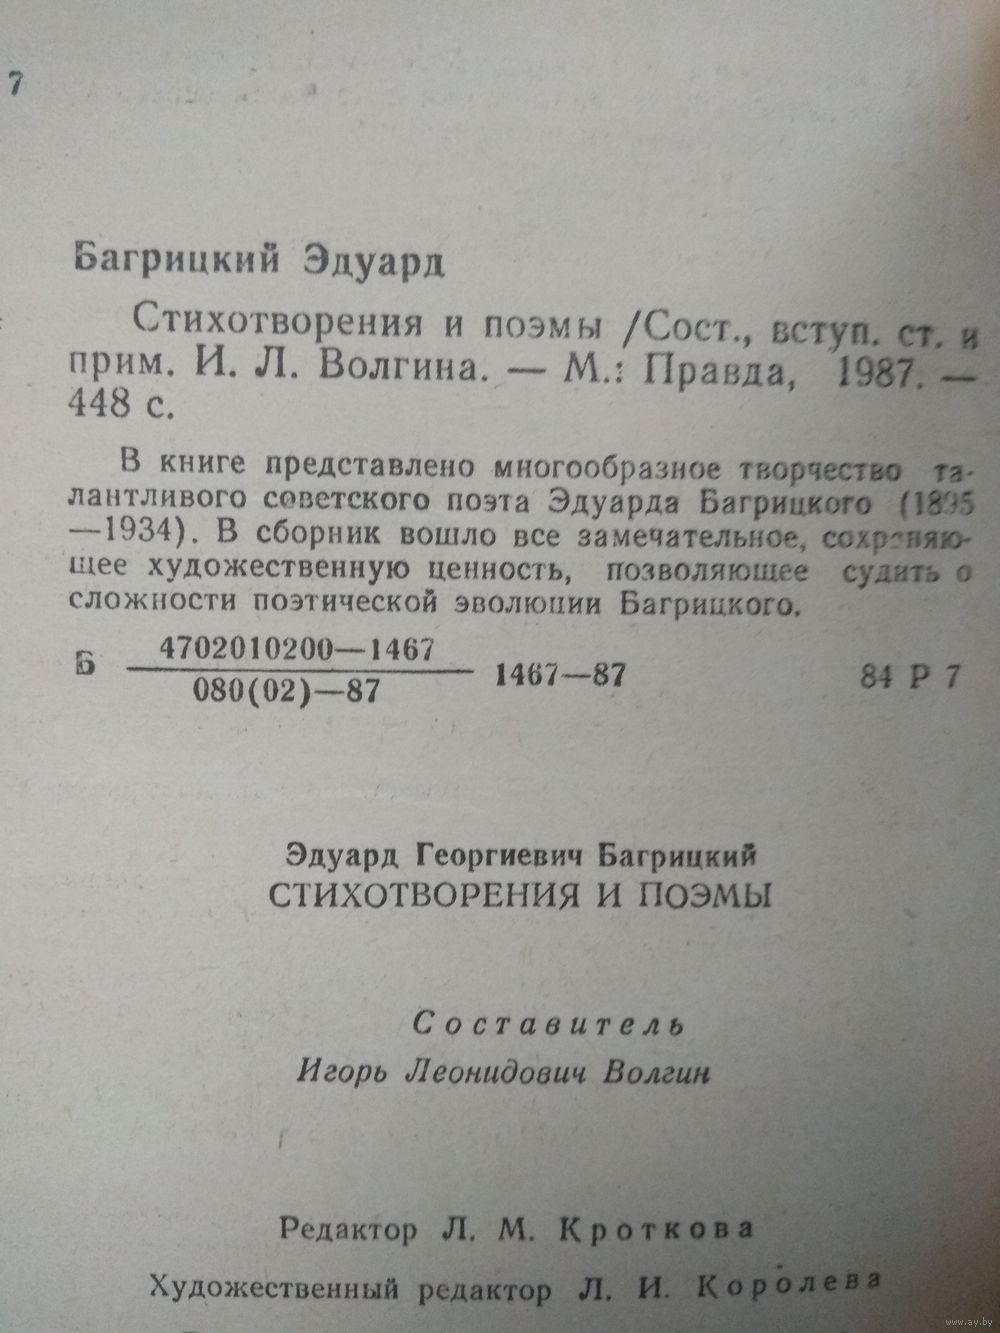 7
Багрицкий Эдуард
Стихотворения и поэмы /Сост., вступ. ст. и
прим. И. Л. Волгина. — М.: Правда, 1987. —
448 с.
В книге представлено многообразное творчество та-
лантливого советского поэта Эдуарда Багрицкого (1895
—1934). В сборник вошло все замечательное, сохраняю-
щее художественную ценность, позволяющее судить о
сложности поэтической эволюции Багрицкого.
Б 4702010200—1467
080(02)—87
1467—87 84 Р 7
Эдуард Георгиевич Багрицкий
СТИХОТВОРЕНИЯ И ПОЭМЫ
Составитель
Игорь Леонидович Волгин
Редактор Л. М. Кроткова
Художественный редактор Л. И. Королева
www.ay.by